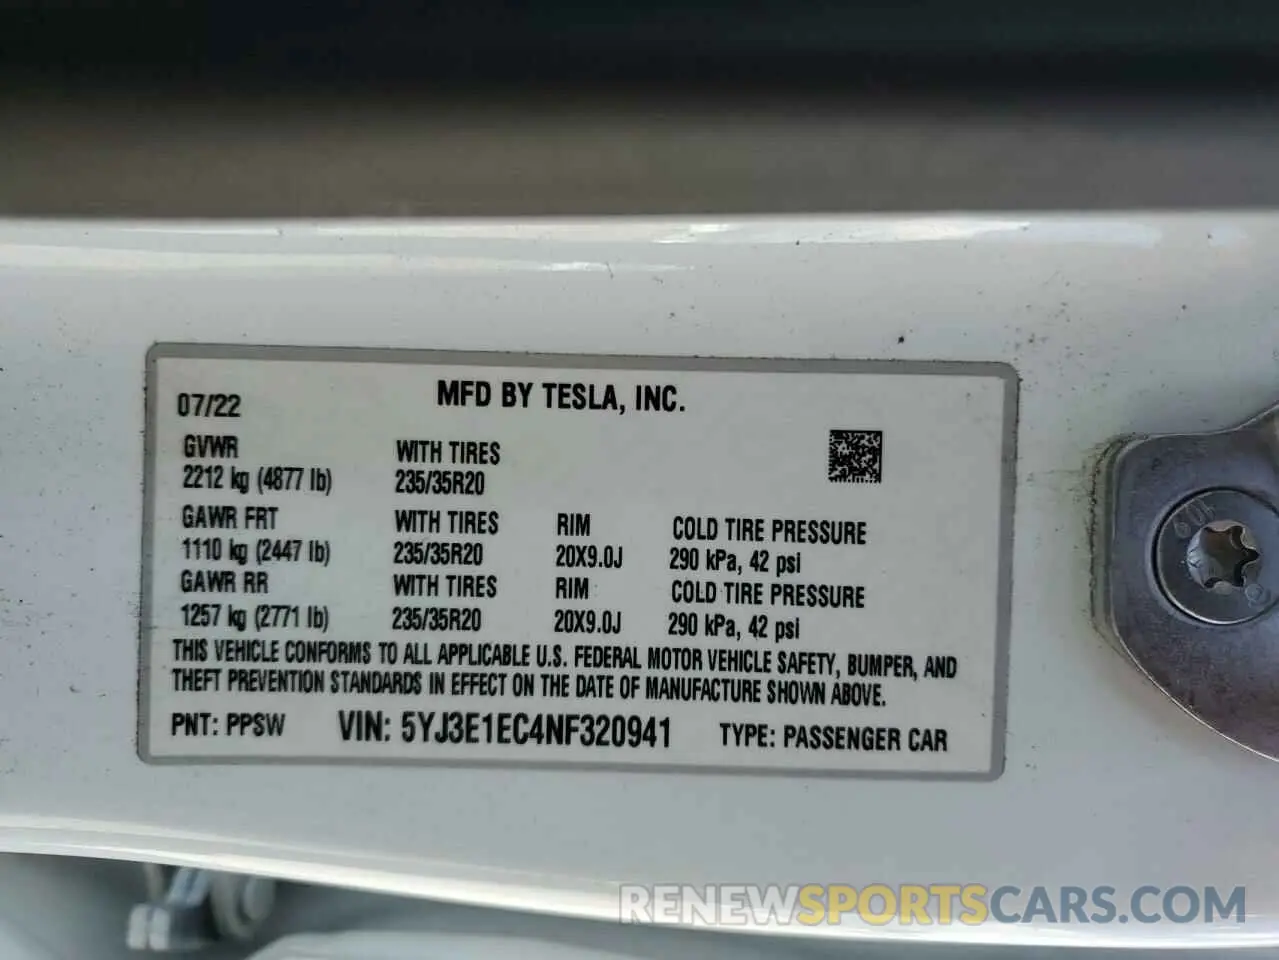 MFD BY TESLA, INC.
07/22
GVWR WITH TIRES
2212 kg (4877 lb) 235/35R20
GAWR FRT WITH TIRES RIM COLD TIRE PRESSURE
1110 kg (2447 lb) 235/35R20 20X9.0J 290 kPa, 42 psi
GAWR RR WITH TIRES RIM COLD TIRE PRESSURE
1257 kg (2771 lb) 235/35R20 20X9.0J 290 kPa, 42 psi
THIS VEHICLE CONFORMS TO ALL APPLICABLE U.S. FEDERAL MOTOR VEHICLE SAFETY, BUMPER, AND
THEFT PREVENTION STANDARDS IN EFFECT ON THE DATE OF MANUFACTURE SHOWN ABOVE.
PNT: PPSW VIN: 5YJ3E1EC4NF320941 TYPE: PASSENGER CAR
RENEWSPORTSCARS.COM